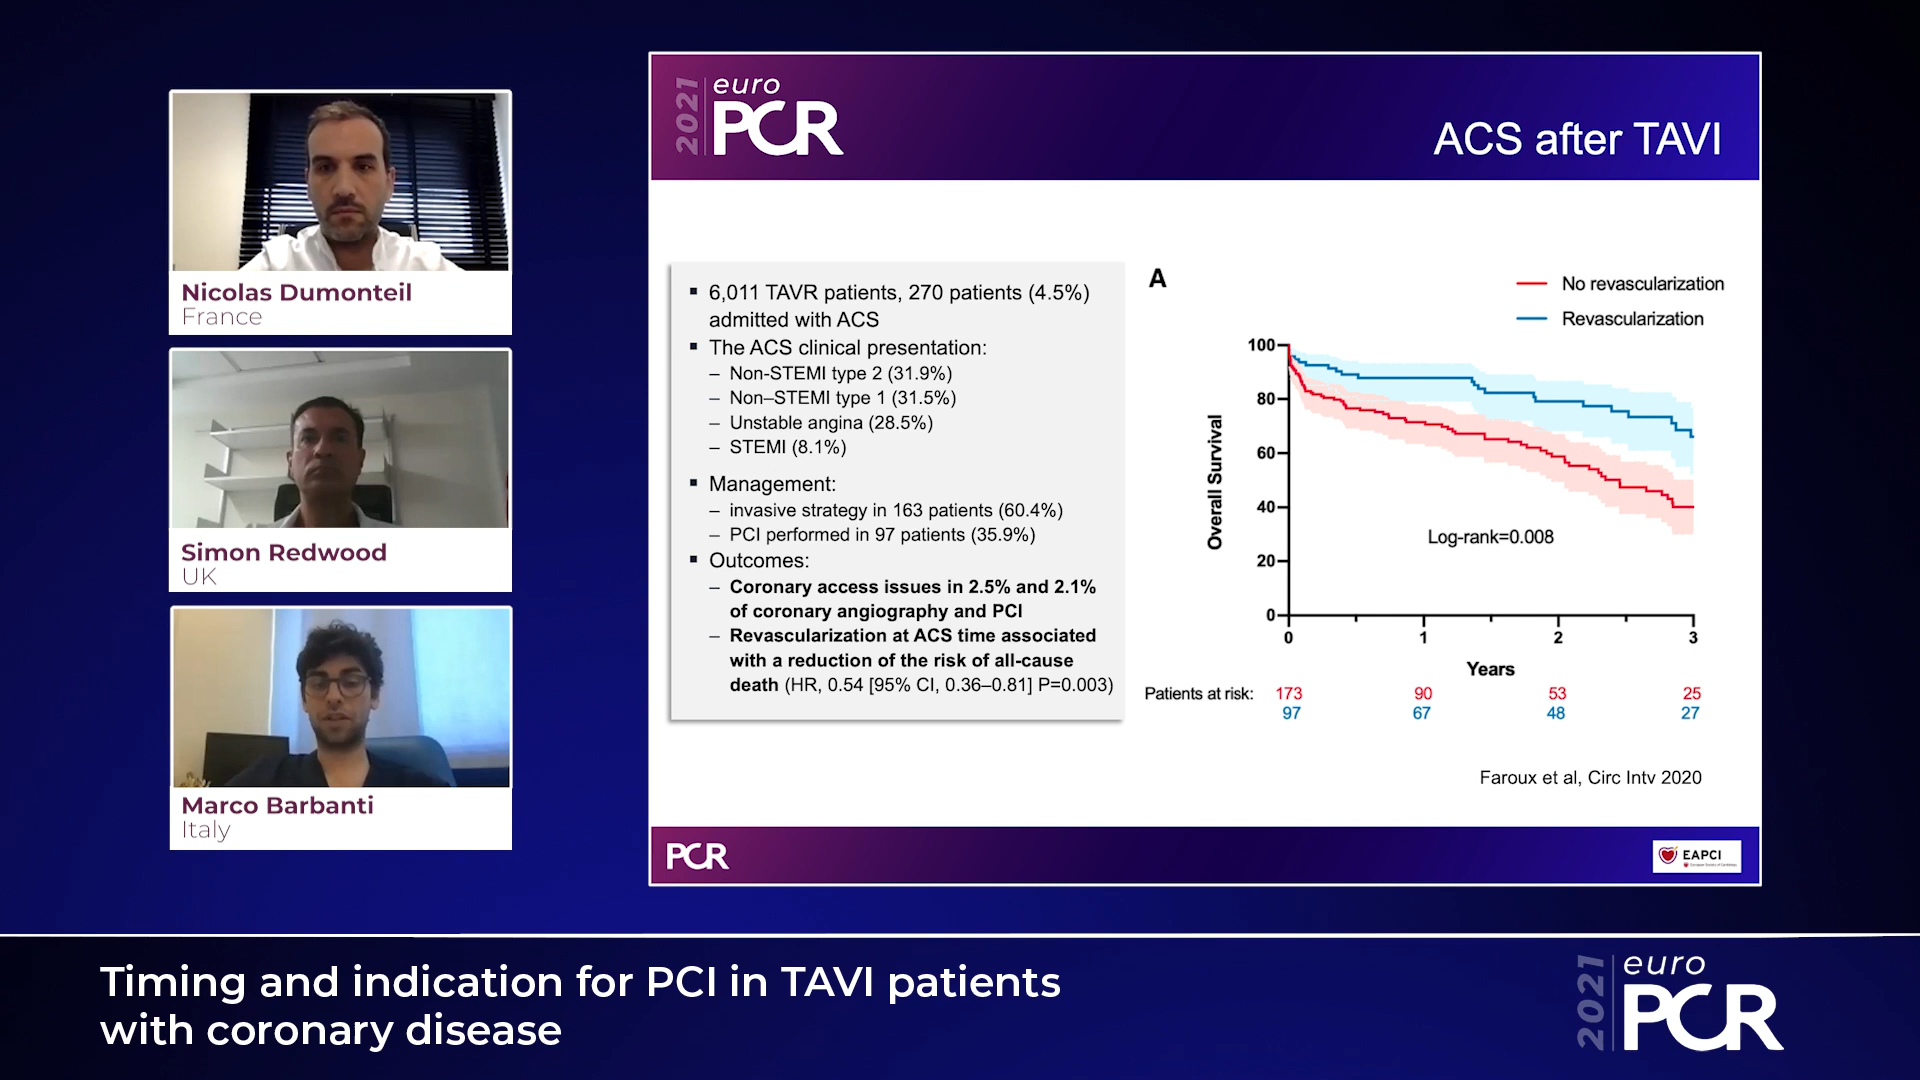 Nicolas Dumonteil
France
Simon Redwood
UK
Marco Barbanti
Italy
2021
euro
PCR
ACS after TAVI
▪ 6,011 TAVR patients, 270 patients (4.5%)
admitted with ACS
▪ The ACS clinical presentation:
– Non-STEMI type 2 (31.9%)
– Non–STEMI type 1 (31.5%)
– Unstable angina (28.5%)
– STEMI (8.1%)
▪ Management:
– invasive strategy in 163 patients (60.4%)
– PCI performed in 97 patients (35.9%)
▪ Outcomes:
– Coronary access issues in 2.5% and 2.1%
of coronary angiography and PCI
– Revascularization at ACS time associated
with a reduction of the risk of all-cause
death (HR, 0.54 [95% CI, 0.36–0.81] P=0.003)
A
No revascularization
Revascularization
Overall Survival
100
80
60
40
20
0
Log-rank=0.008
0 1 2 3
Years
Patients at risk: 173 90 53 25
97 67 48 27
Faroux et al, Circ Intv 2020
PCR
EAPCI
Timing and indication for PCI in TAVI patients
with coronary disease
2021
euro
PCR